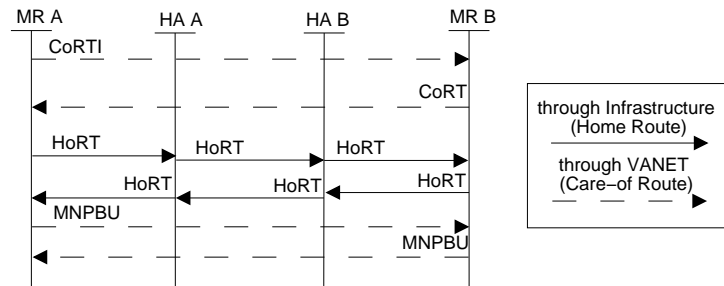 MR A HA A HA B MR B
CoRTI
CoRT
HoRT HoRT HoRT
HoRT HoRT HoRT
MNPBU
MNPBU
through Infrastructure
(Home Route)
through VANET
(Care–of Route)